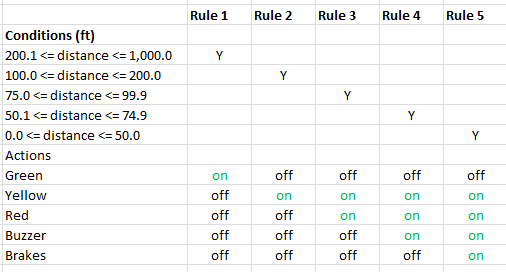 Rule 1 Rule 2 Rule 3 Rule 4 Rule 5
Conditions (ft)
200.1 <= distance <= 1,000.0 Y
100.0 <= distance <= 200.0 Y
75.0 <= distance <= 99.9 Y
50.1 <= distance <= 74.9 Y
0.0 <= distance <= 50.0 Y
Actions
Green on off off off off
Yellow off on on on on
Red off off on on on
Buzzer off off off on on
Brakes off off off off on